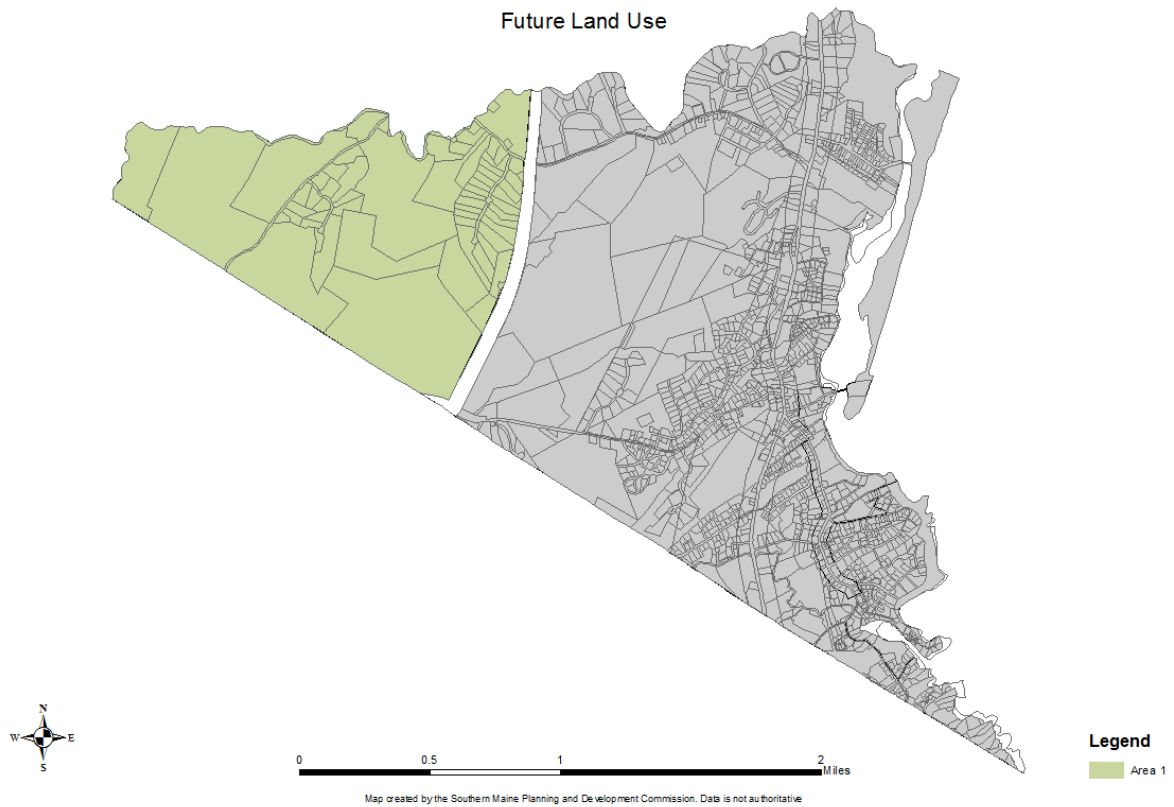 Future Land Use
N
W E
S
0 0.5 1 2
Miles
Legend
Area 1
Map created by the Southern Maine Planning and Development Commission. Data is not authoritative